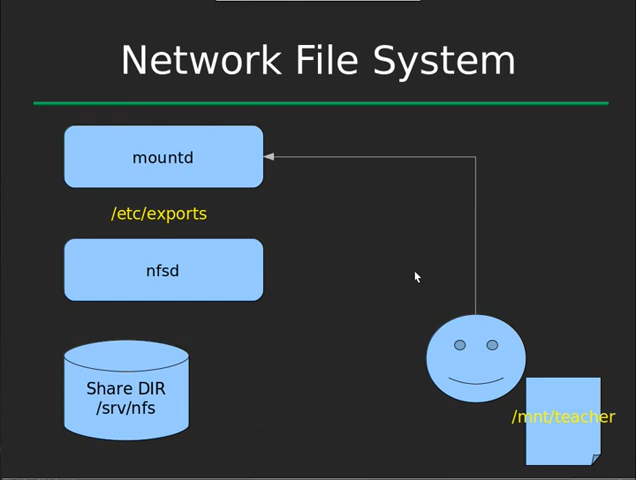 Network File System
mountd
/etc/exports
nfsd
Share DIR
/srv/nfs
/mnt/teacher